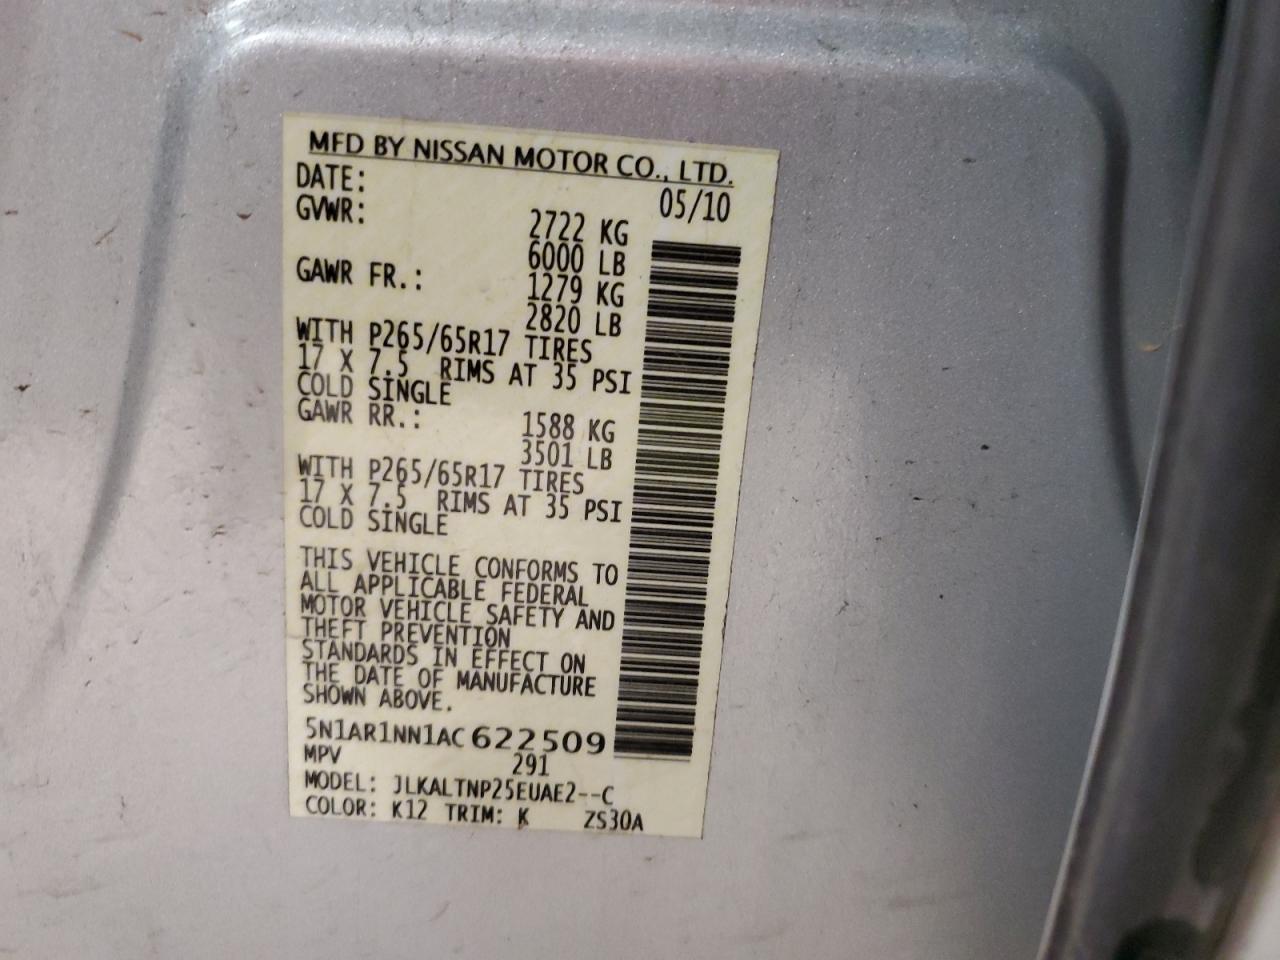 MFD BY NISSAN MOTOR CO., LTD.
DATE: 05/10
GVWR: 2722 KG
6000 LB
GAWR FR.: 1279 KG
2820 LB
WITH P265/65R17 TIRES
17 X 7.5 RIMS AT 35 PSI
COLD SINGLE
GAWR RR.: 1588 KG
3501 LB
WITH P265/65R17 TIRES
17 X 7.5 RIMS AT 35 PSI
COLD SINGLE
THIS VEHICLE CONFORMS TO
ALL APPLICABLE FEDERAL
MOTOR VEHICLE SAFETY AND
THEFT PREVENTION
STANDARDS IN EFFECT ON
THE DATE OF MANUFACTURE
SHOWN ABOVE.
5N1AR1NN1AC622509
MPV 291
MODEL: JLKALTNP25EUAE2--C
COLOR: K12 TRIM: K ZS30A